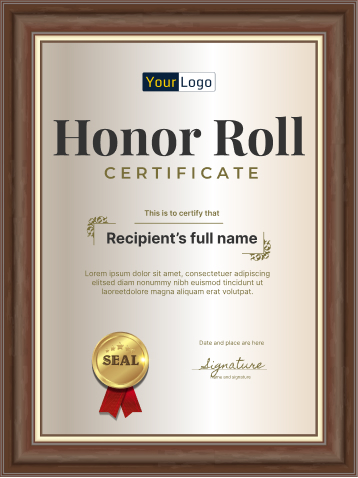 Your Logo
Honor Roll
CERTIFICATE
This is to certify that
Recipient's full name
Lorem ipsum dolor sit amet, consectetuer adipiscing
elitsed diam nonummy nibh euismod tincidunt ut
laoreetdolore magna aliquam erat volutpat.
Date and place are here
SEAL
Signature
Name and signature